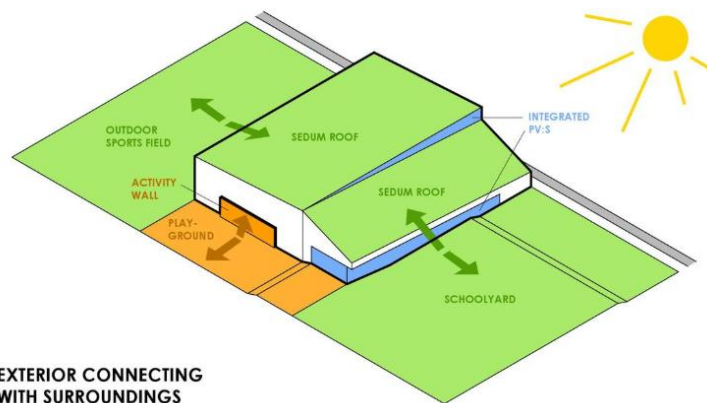 INTEGRATED
PV:S
OUTDOOR
SPORTS FIELD
SEDUM ROOF
ACTIVITY
WALL
SEDUM ROOF
PLAY-
GROUND
SCHOOLYARD
EXTERIOR CONNECTING
WITH SURROUNDINGS